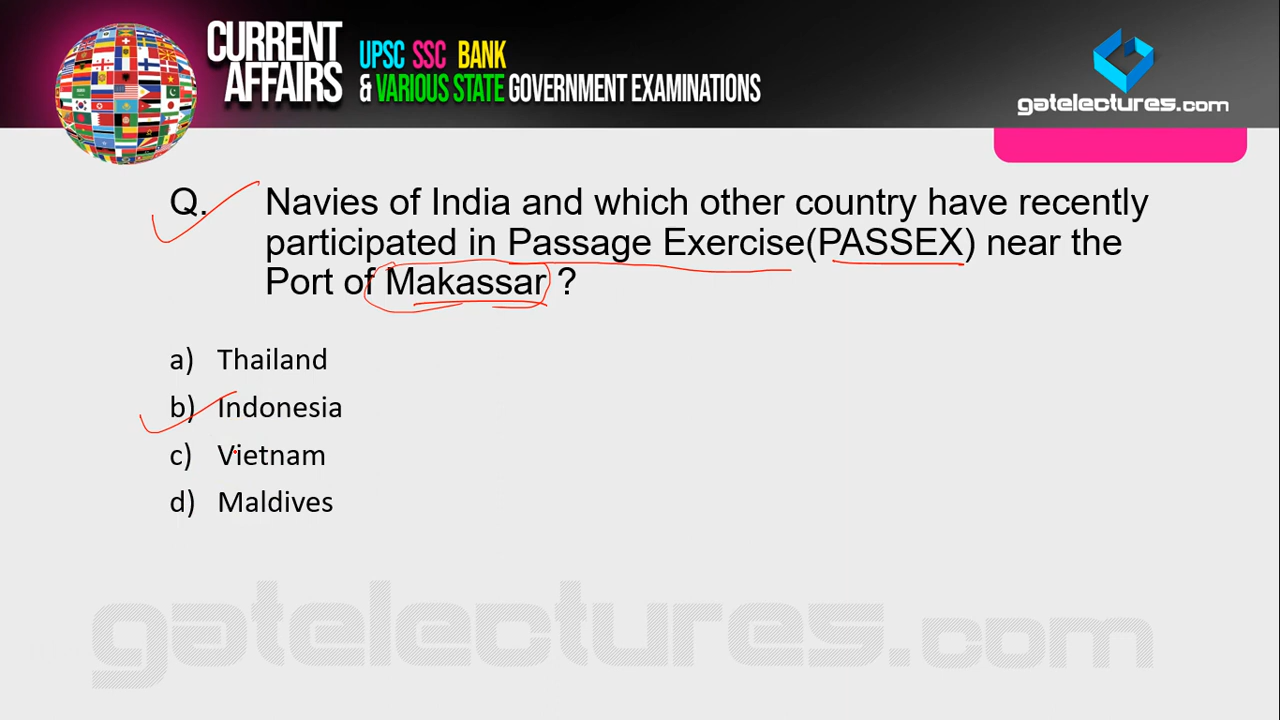 CURRENT
AFFAIRS
UPSC SSC BANK
& VARIOUS STATE GOVERNMENT EXAMINATIONS
gatelectures.com
Q. Navies of India and which other country have recently
participated in Passage Exercise(PASSEX) near the
Port of Makassar ?
a) Thailand
b) Indonesia
c) Vietnam
d) Maldives
gatelectures.com